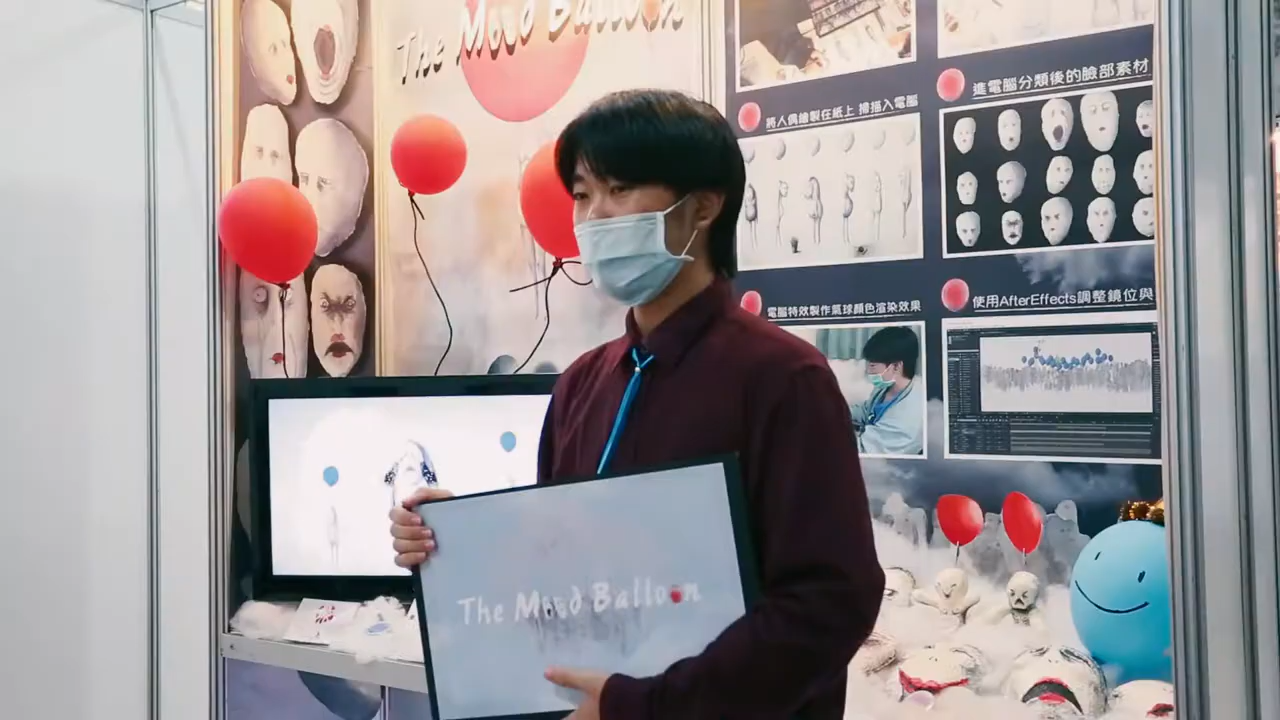 The Mood Balloon
將人偶繪製在紙上 掃描入電腦
進電腦分類後的臉部素材
電腦特效製作氣球顏色渲染效果
使用AfterEffects調整鏡位與
The Mood Balloon